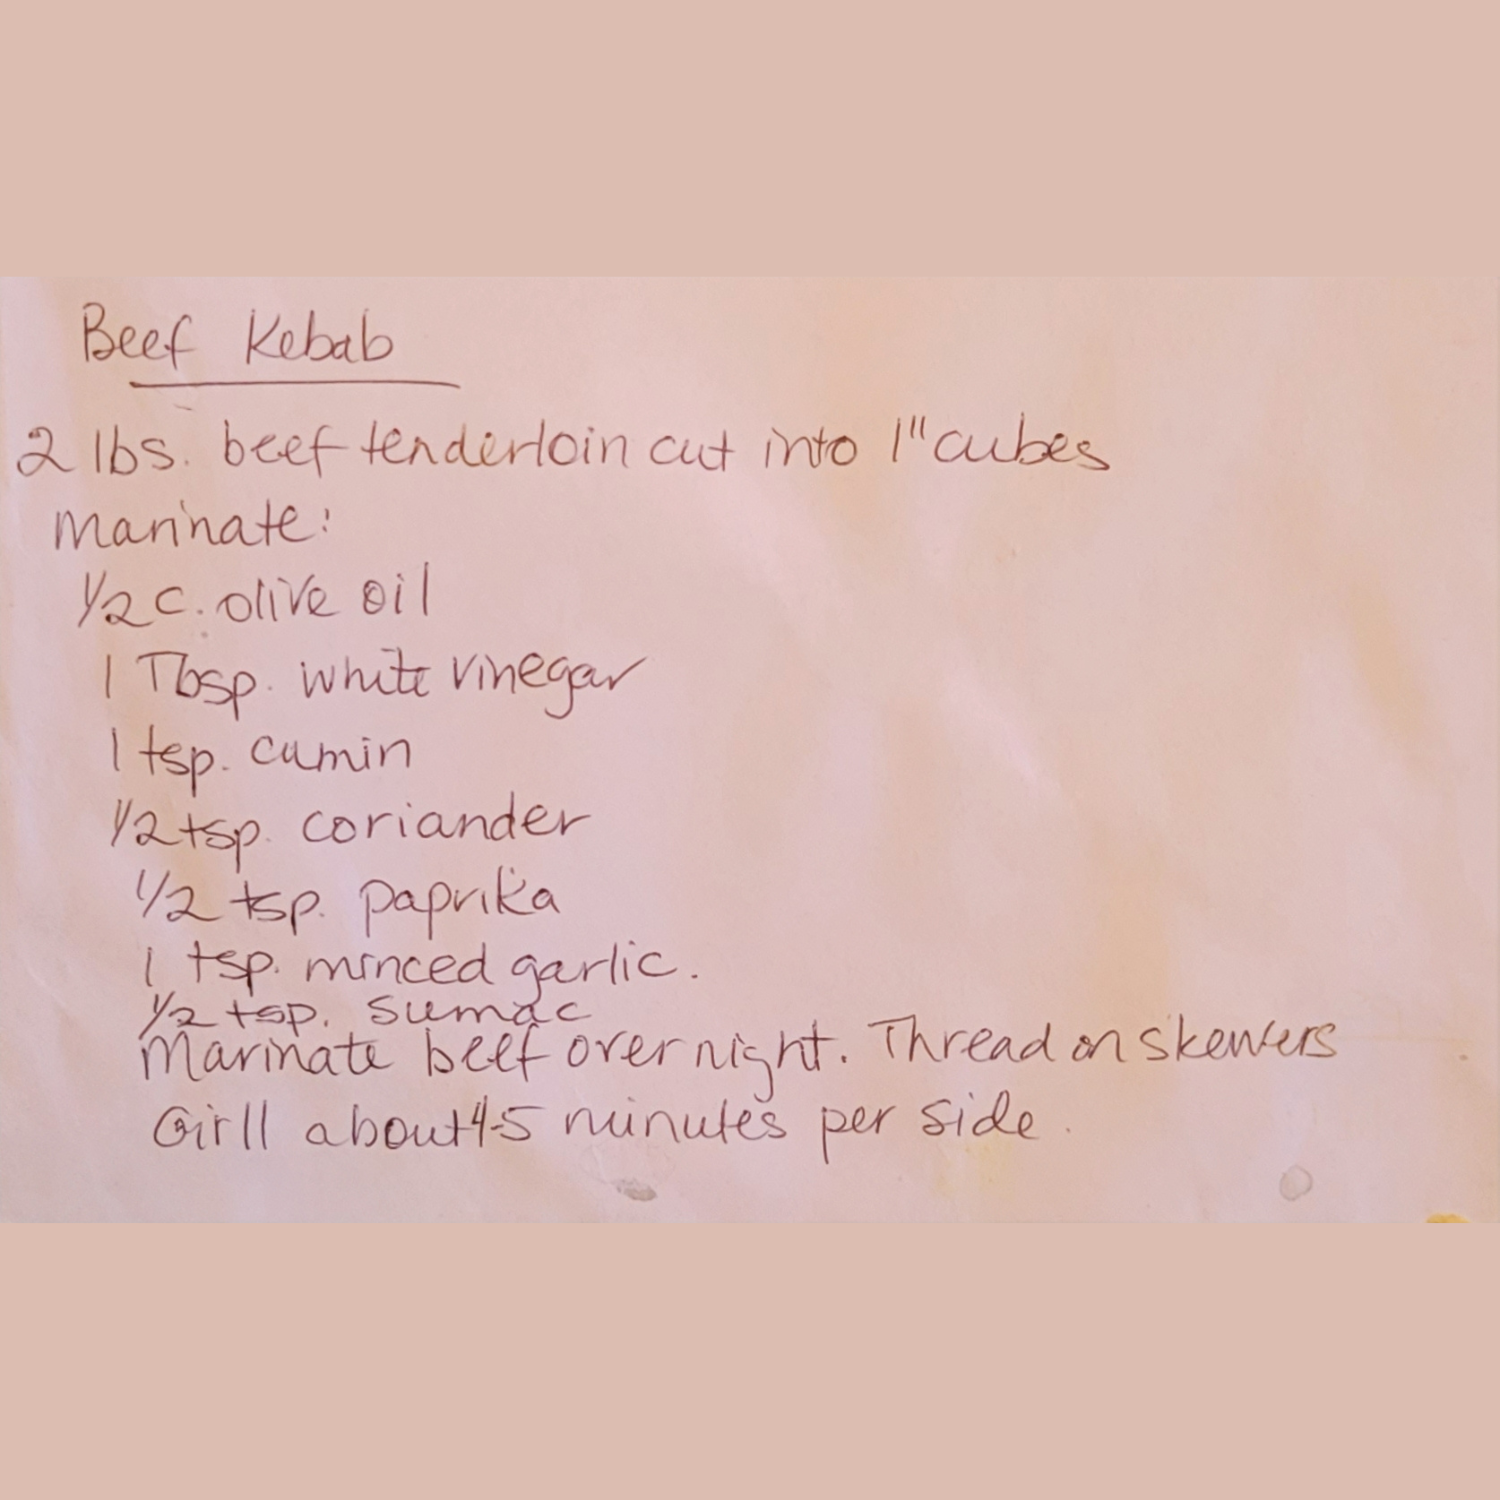 Beef Kebab
2 lbs. beef tenderloin cut into 1" cubes
Marinate:
1/2 c. olive oil
1 Tbsp. white vinegar
1 tsp. cumin
1/2 tsp. coriander
1/2 tsp. paprika
1 tsp. minced garlic.
1/2 tsp. sumac
Marinate beef over night. Thread on skewers
Girll about 4-5 minutes per side.